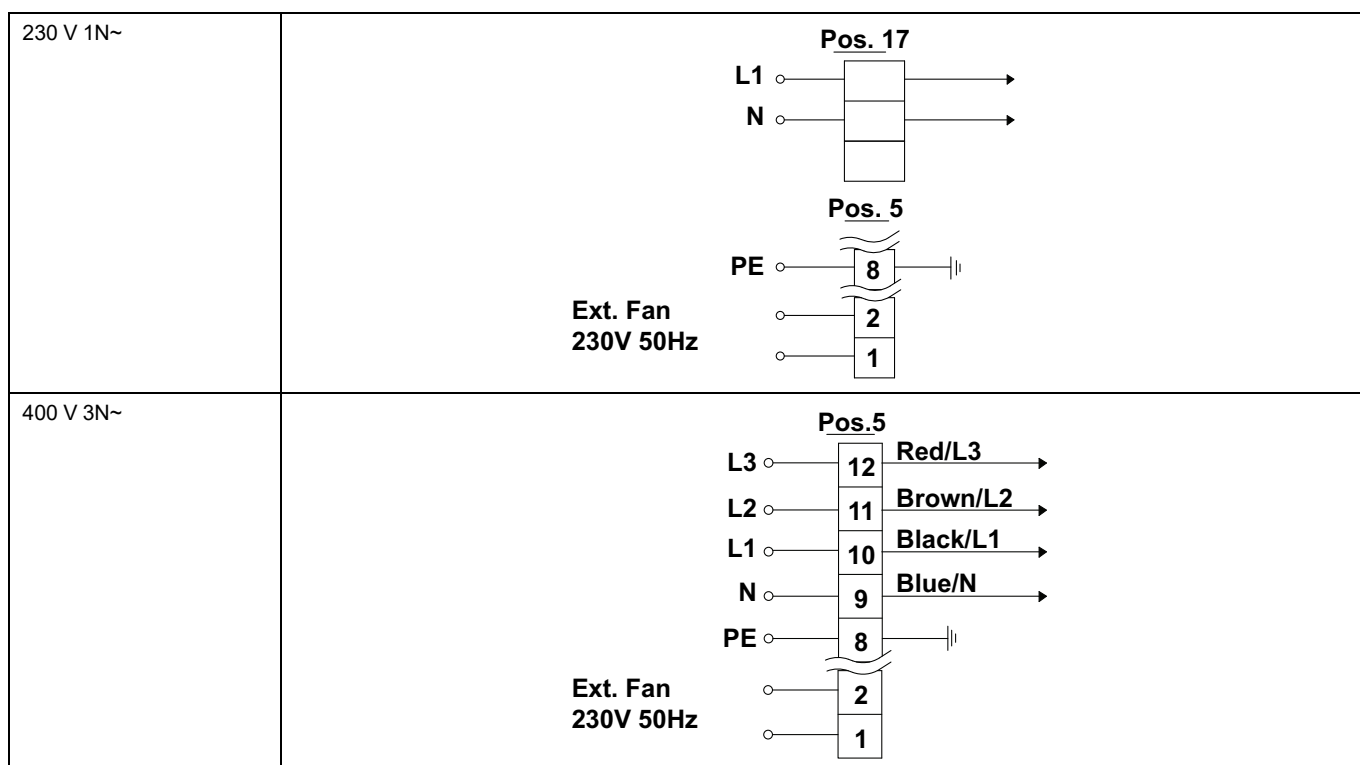 230 V 1N~
Pos. 17
L1
N
Pos. 5
PE 8
Ext. Fan 2
230V 50Hz 1
400 V 3N~
Pos.5
L3 12 Red/L3
L2 11 Brown/L2
L1 10 Black/L1
N 9 Blue/N
PE 8
Ext. Fan 2
230V 50Hz 1